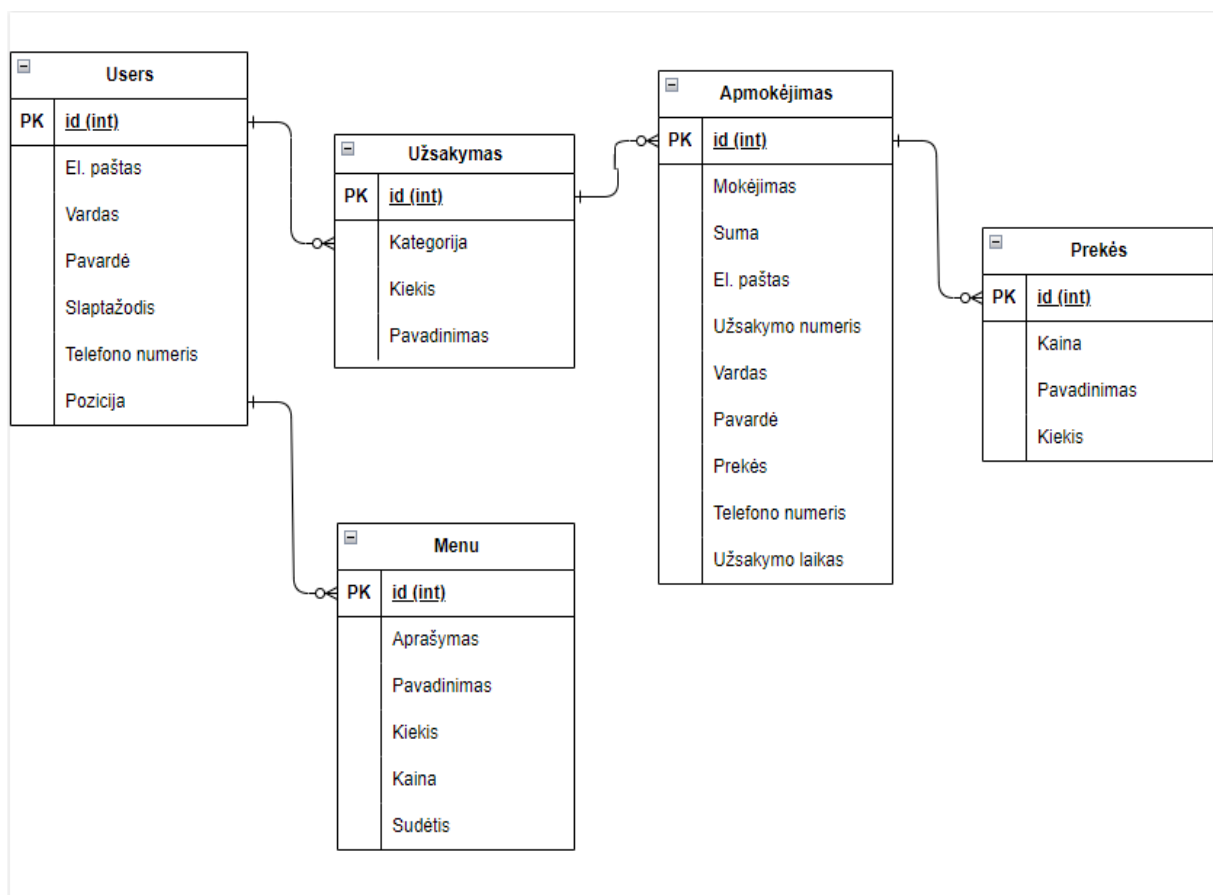 Users
PK id (int)
El. paštas
Vardas
Pavardė
Slaptažodis
Telefono numeris
Pozicija
Užsakymas
PK id (int)
Kategorija
Kiekis
Pavadinimas
Apmokėjimas
PK id (int)
Mokėjimas
Suma
El. paštas
Užsakymo numeris
Vardas
Pavardė
Prekės
Telefono numeris
Užsakymo laikas
Prekės
PK id (int)
Kaina
Pavadinimas
Kiekis
Menu
PK id (int)
Aprašymas
Pavadinimas
Kiekis
Kaina
Sudėtis